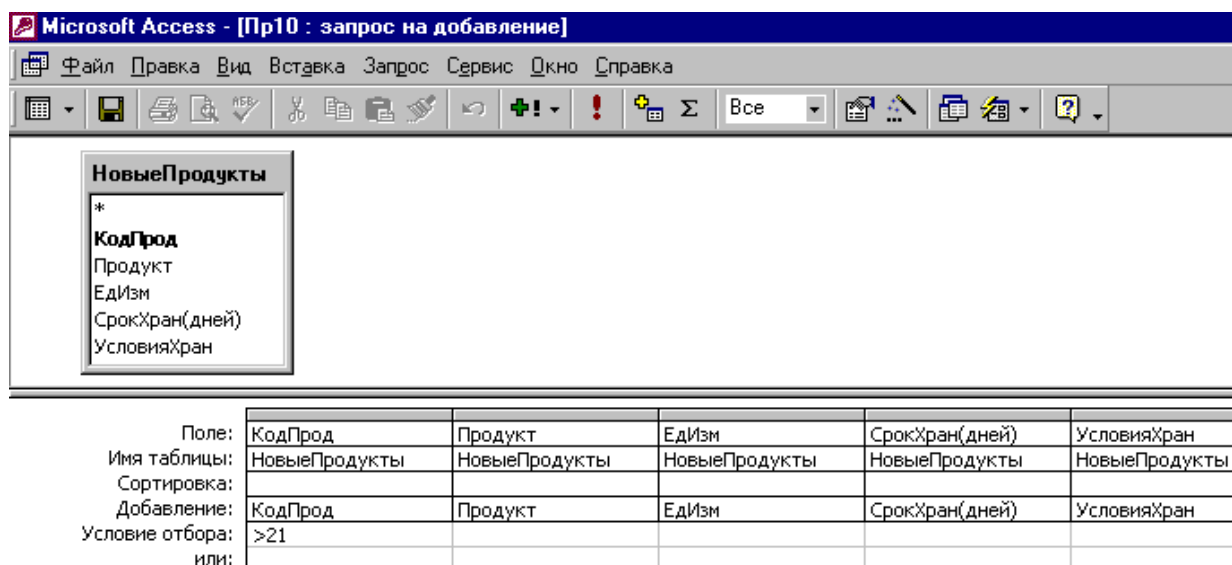 Microsoft Access - [Пр10 : запрос на добавление]
Файл Правка Вид Вставка Запрос Сервис Окно Справка
Все
НовыеПродукты
*
КодПрод
Продукт
ЕдИзм
СрокХран(дней)
УсловияХран
Поле: КодПрод Продукт ЕдИзм СрокХран(дней) УсловияХран
Имя таблицы: НовыеПродукты НовыеПродукты НовыеПродукты НовыеПродукты НовыеПродукты
Сортировка:
Добавление: КодПрод Продукт ЕдИзм СрокХран(дней) УсловияХран
Условие отбора: >21
или: